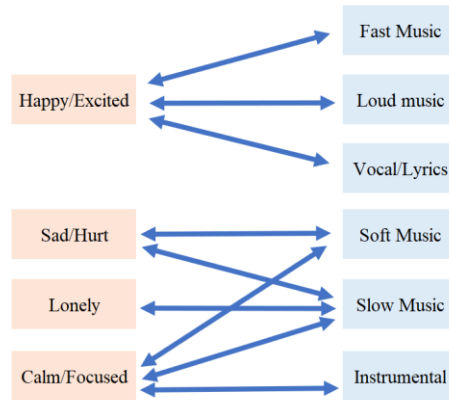 Fast Music
Happy/Excited
Loud music
Vocal/Lyrics
Sad/Hurt
Soft Music
Lonely
Slow Music
Calm/Focused
Instrumental